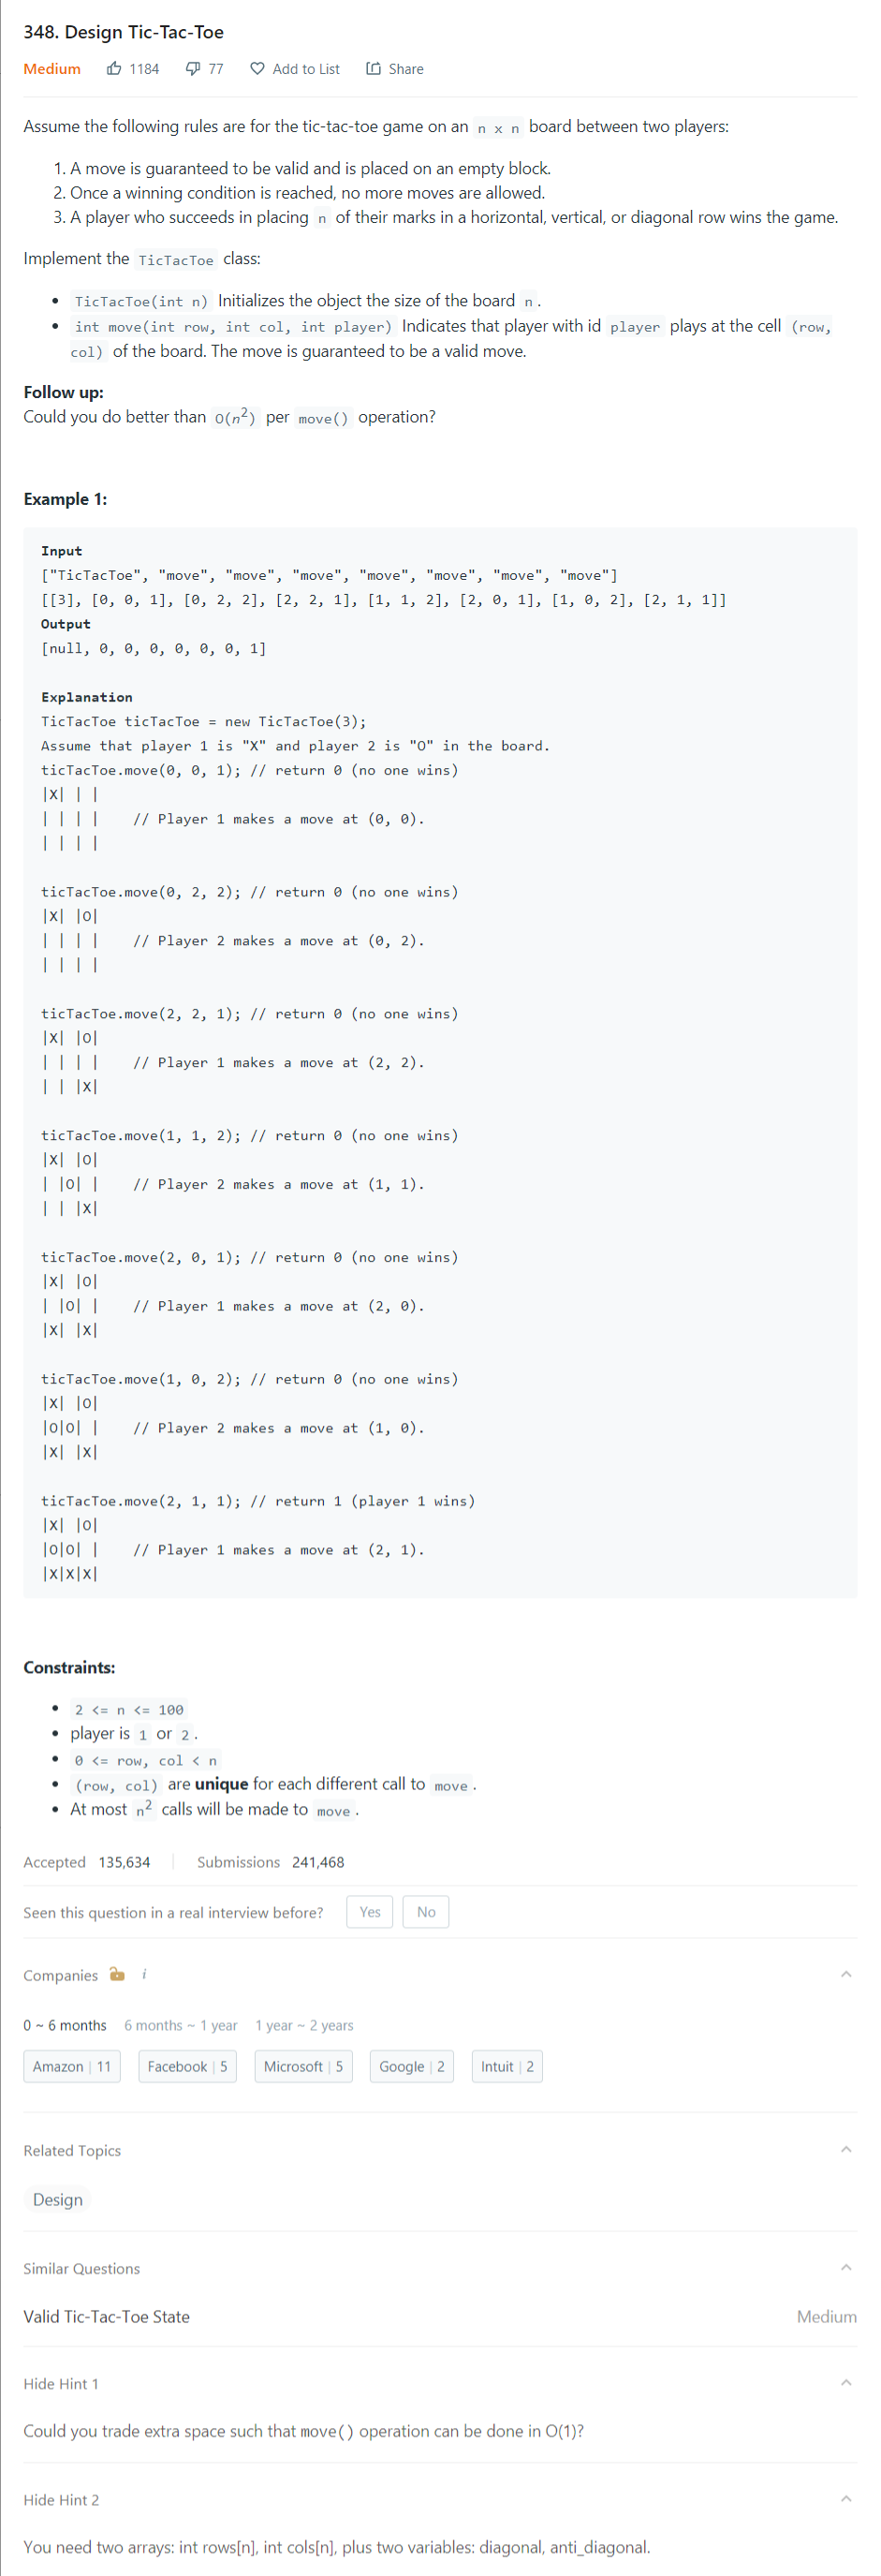 348. Design Tic-Tac-Toe
Medium 1184 77 Add to List Share
Assume the following rules are for the tic-tac-toe game on an n x n board between two players:
1. A move is guaranteed to be valid and is placed on an empty block.
2. Once a winning condition is reached, no more moves are allowed.
3. A player who succeeds in placing n of their marks in a horizontal, vertical, or diagonal row wins the game.
Implement the TicTacToe class:
• TicTacToe(int n) Initializes the object the size of the board n .
• int move(int row, int col, int player) Indicates that player with id player plays at the cell (row,
col) of the board. The move is guaranteed to be a valid move.
Follow up:
Could you do better than O(n²) per move() operation?
Example 1:
Input
["TicTacToe", "move", "move", "move", "move", "move", "move", "move"]
[[3], [0, 0, 1], [0, 2, 2], [2, 2, 1], [1, 1, 2], [2, 0, 1], [1, 0, 2], [2, 1, 1]]
Output
[null, 0, 0, 0, 0, 0, 0, 1]
Explanation
TicTacToe ticTacToe = new TicTacToe(3);
Assume that player 1 is "X" and player 2 is "O" in the board.
ticTacToe.move(0, 0, 1); // return 0 (no one wins)
|X| | |
| | | |    // Player 1 makes a move at (0, 0).
| | | |
ticTacToe.move(0, 2, 2); // return 0 (no one wins)
|X| |O|
| | | |    // Player 2 makes a move at (0, 2).
| | | |
ticTacToe.move(2, 2, 1); // return 0 (no one wins)
|X| |O|
| | | |    // Player 1 makes a move at (2, 2).
| | |X|
ticTacToe.move(1, 1, 2); // return 0 (no one wins)
|X| |O|
| |O| |    // Player 2 makes a move at (1, 1).
| | |X|
ticTacToe.move(2, 0, 1); // return 0 (no one wins)
|X| |O|
| |O| |    // Player 1 makes a move at (2, 0).
|X| |X|
ticTacToe.move(1, 0, 2); // return 0 (no one wins)
|X| |O|
|O|O| |    // Player 2 makes a move at (1, 0).
|X| |X|
ticTacToe.move(2, 1, 1); // return 1 (player 1 wins)
|X| |O|
|O|O| |    // Player 1 makes a move at (2, 1).
|X|X|X|
Constraints:
• 2 <= n <= 100
• player is 1 or 2 .
• 0 <= row, col < n
• (row, col) are unique for each different call to move .
• At most n² calls will be made to move .
Accepted 135,634 | Submissions 241,468
Seen this question in a real interview before? Yes No
Companies i
0 ~ 6 months 6 months ~ 1 year 1 year ~ 2 years
Amazon | 11 Facebook | 5 Microsoft | 5 Google | 2 Intuit | 2
Related Topics
Design
Similar Questions
Valid Tic-Tac-Toe State Medium
Hide Hint 1
Could you trade extra space such that move() operation can be done in O(1)?
Hide Hint 2
You need two arrays: int rows[n], int cols[n], plus two variables: diagonal, anti_diagonal.